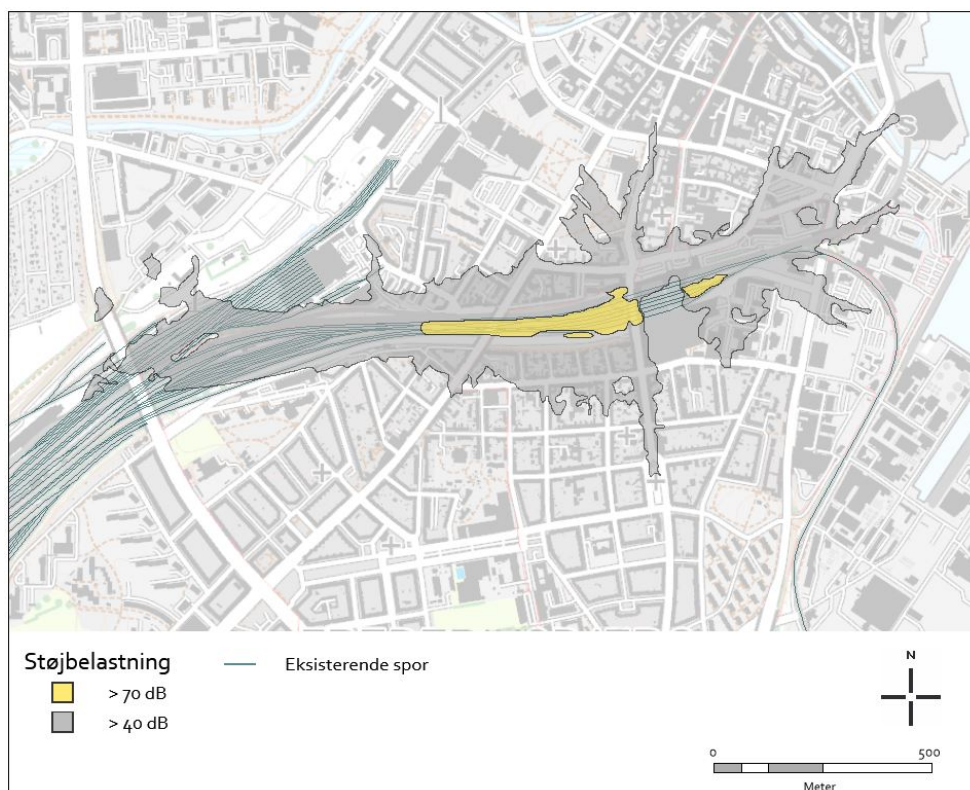 Støjbelastning
Eksisterende spor
> 70 dB
> 40 dB
N
0 500
Meter